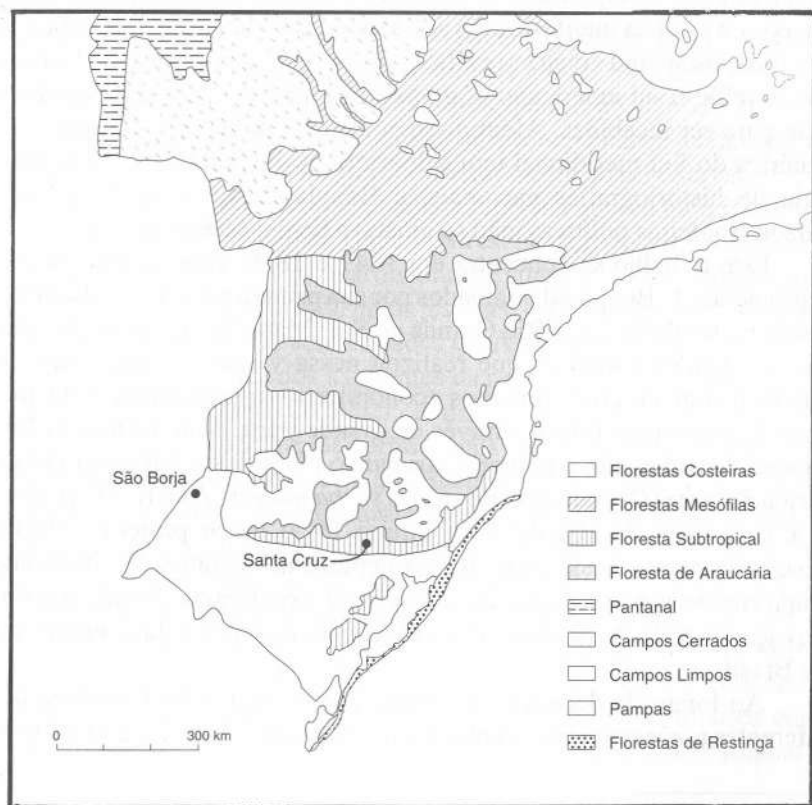 São Borja
Santa Cruz
Florestas Costeiras
Florestas Mesófilas
Floresta Subtropical
Floresta de Araucária
Pantanal
Campos Cerrados
Campos Limpos
Pampas
Florestas de Restinga
0 300 km